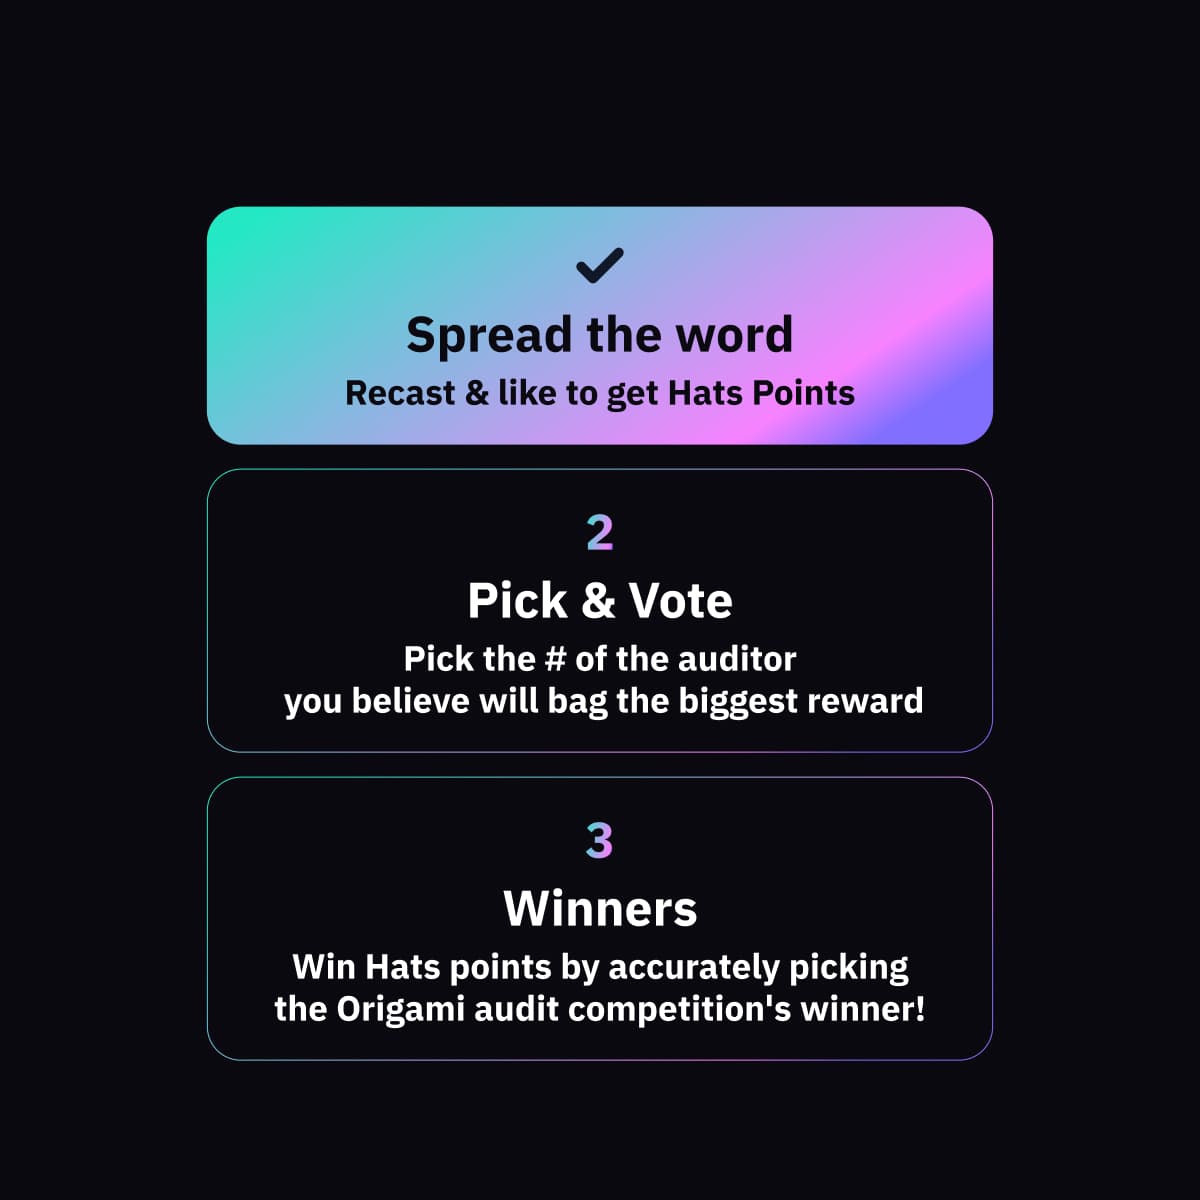 Spread the word
Recast & like to get Hats Points
2
Pick & Vote
Pick the # of the auditor
you believe will bag the biggest reward
3
Winners
Win Hats points by accurately picking
the Origami audit competition's winner!